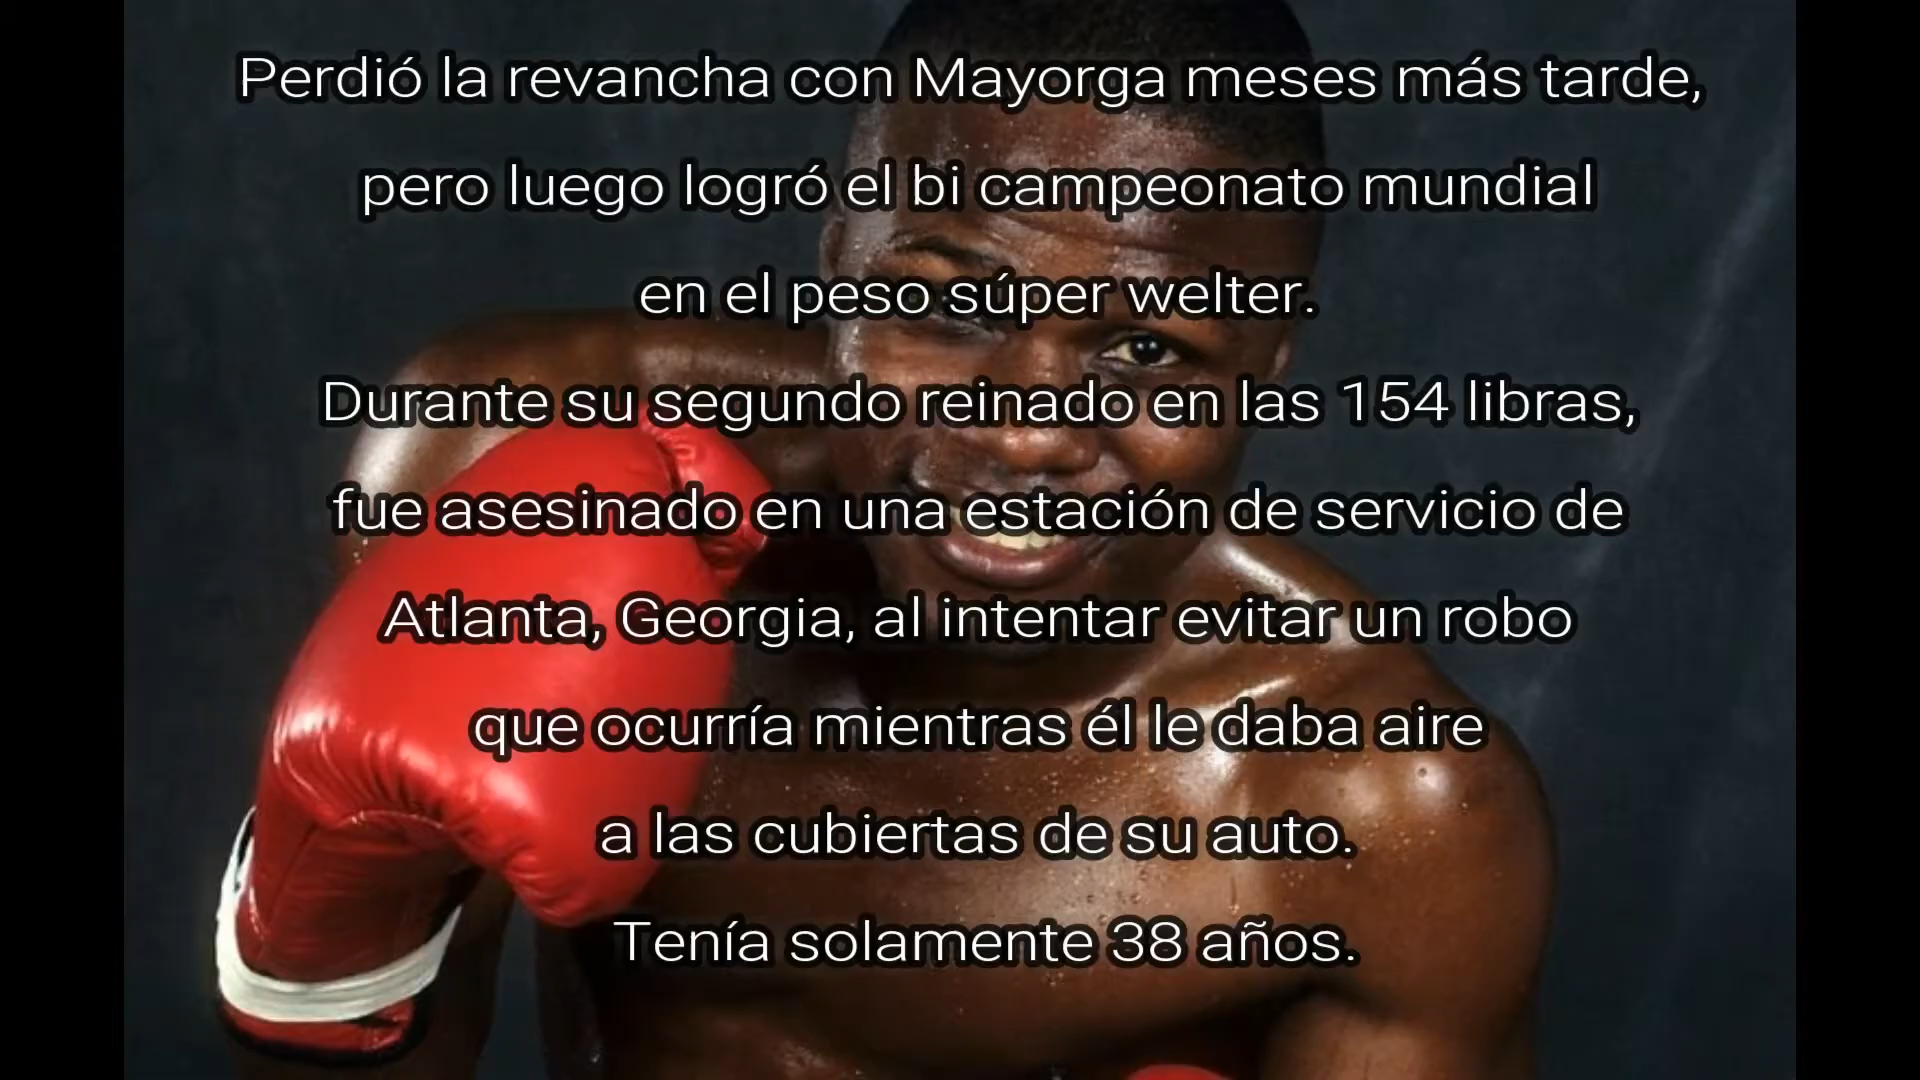 Perdió la revancha con Mayorga meses más tarde,
pero luego logró el bi campeonato mundial
en el peso súper welter.
Durante su segundo reinado en las 154 libras,
fue asesinado en una estación de servicio de
Atlanta, Georgia, al intentar evitar un robo
que ocurría mientras él le daba aire
a las cubiertas de su auto.
Tenía solamente 38 años.